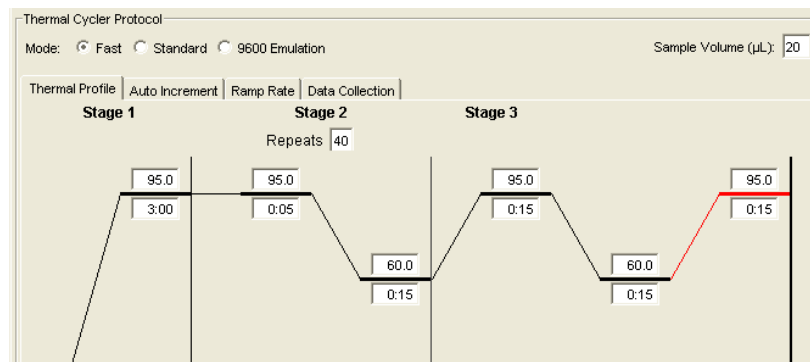 Thermal Cycler Protocol
Mode: Fast Standard 9600 Emulation Sample Volume (µL): 20
Thermal Profile Auto Increment Ramp Rate Data Collection
Stage 1 Stage 2 Stage 3
Repeats 40
95.0 95.0 95.0 95.0
3:00 0:05 0:15 0:15
60.0 60.0
0:15 0:15